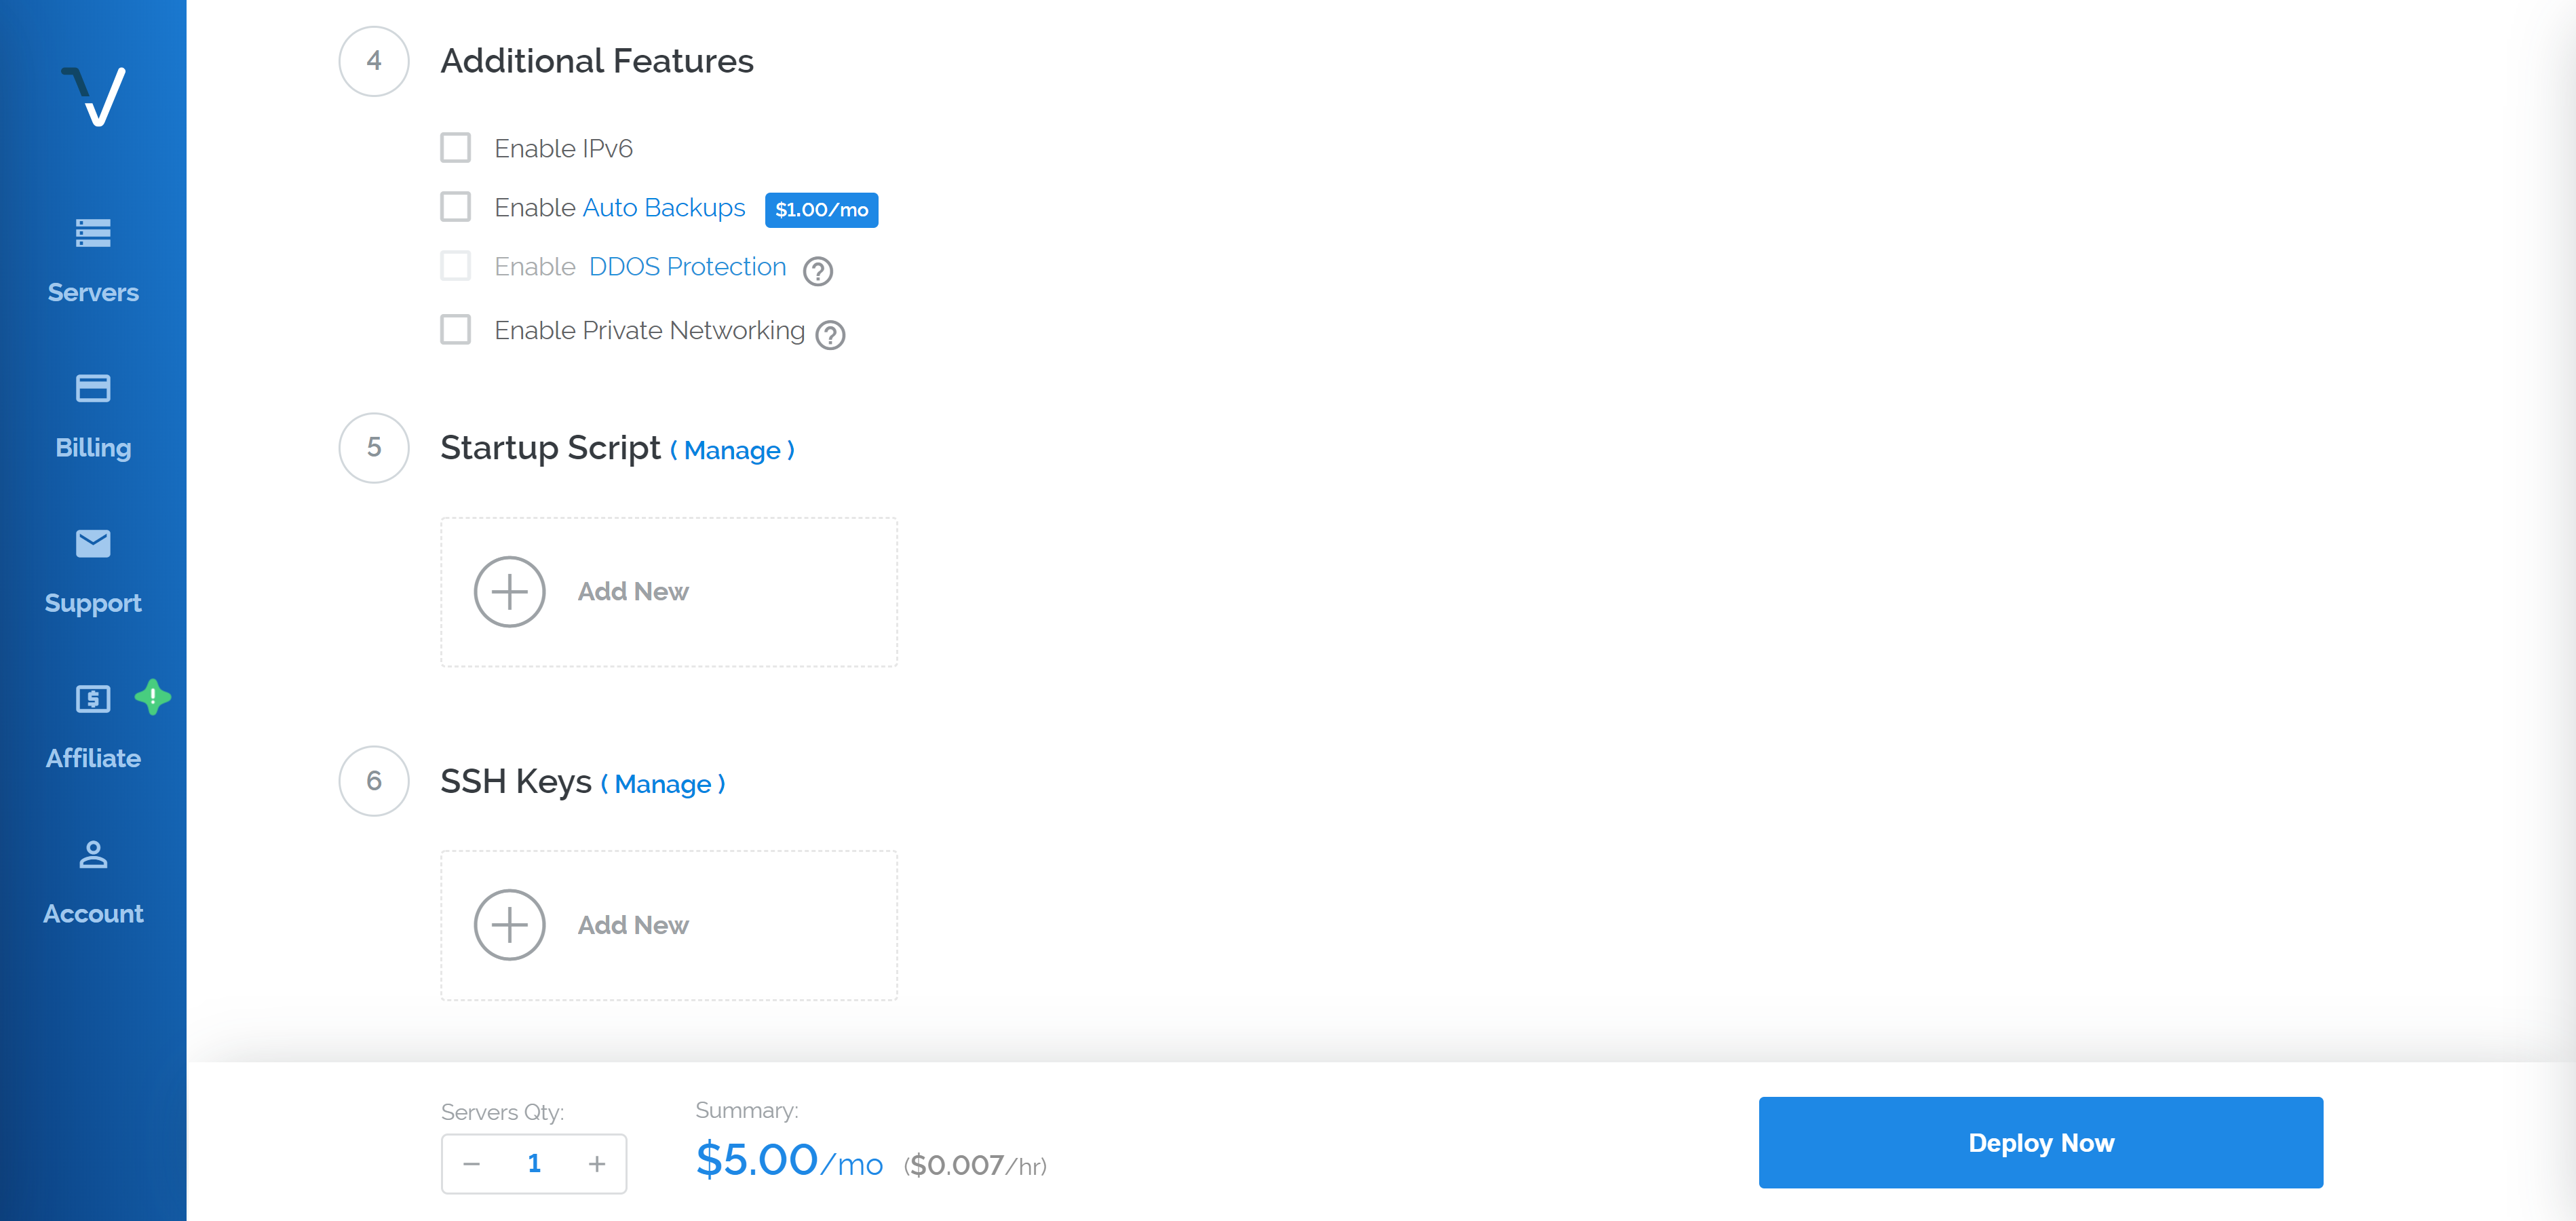 Servers
Billing
Support
Affiliate
Account
4 Additional Features
Enable IPv6
Enable Auto Backups $1.00/mo
Enable DDOS Protection
Enable Private Networking
5 Startup Script ( Manage )
Add New
6 SSH Keys ( Manage )
Add New
Servers Qty:
− 1 +
Summary:
$5.00/mo ($0.007/hr)
Deploy Now